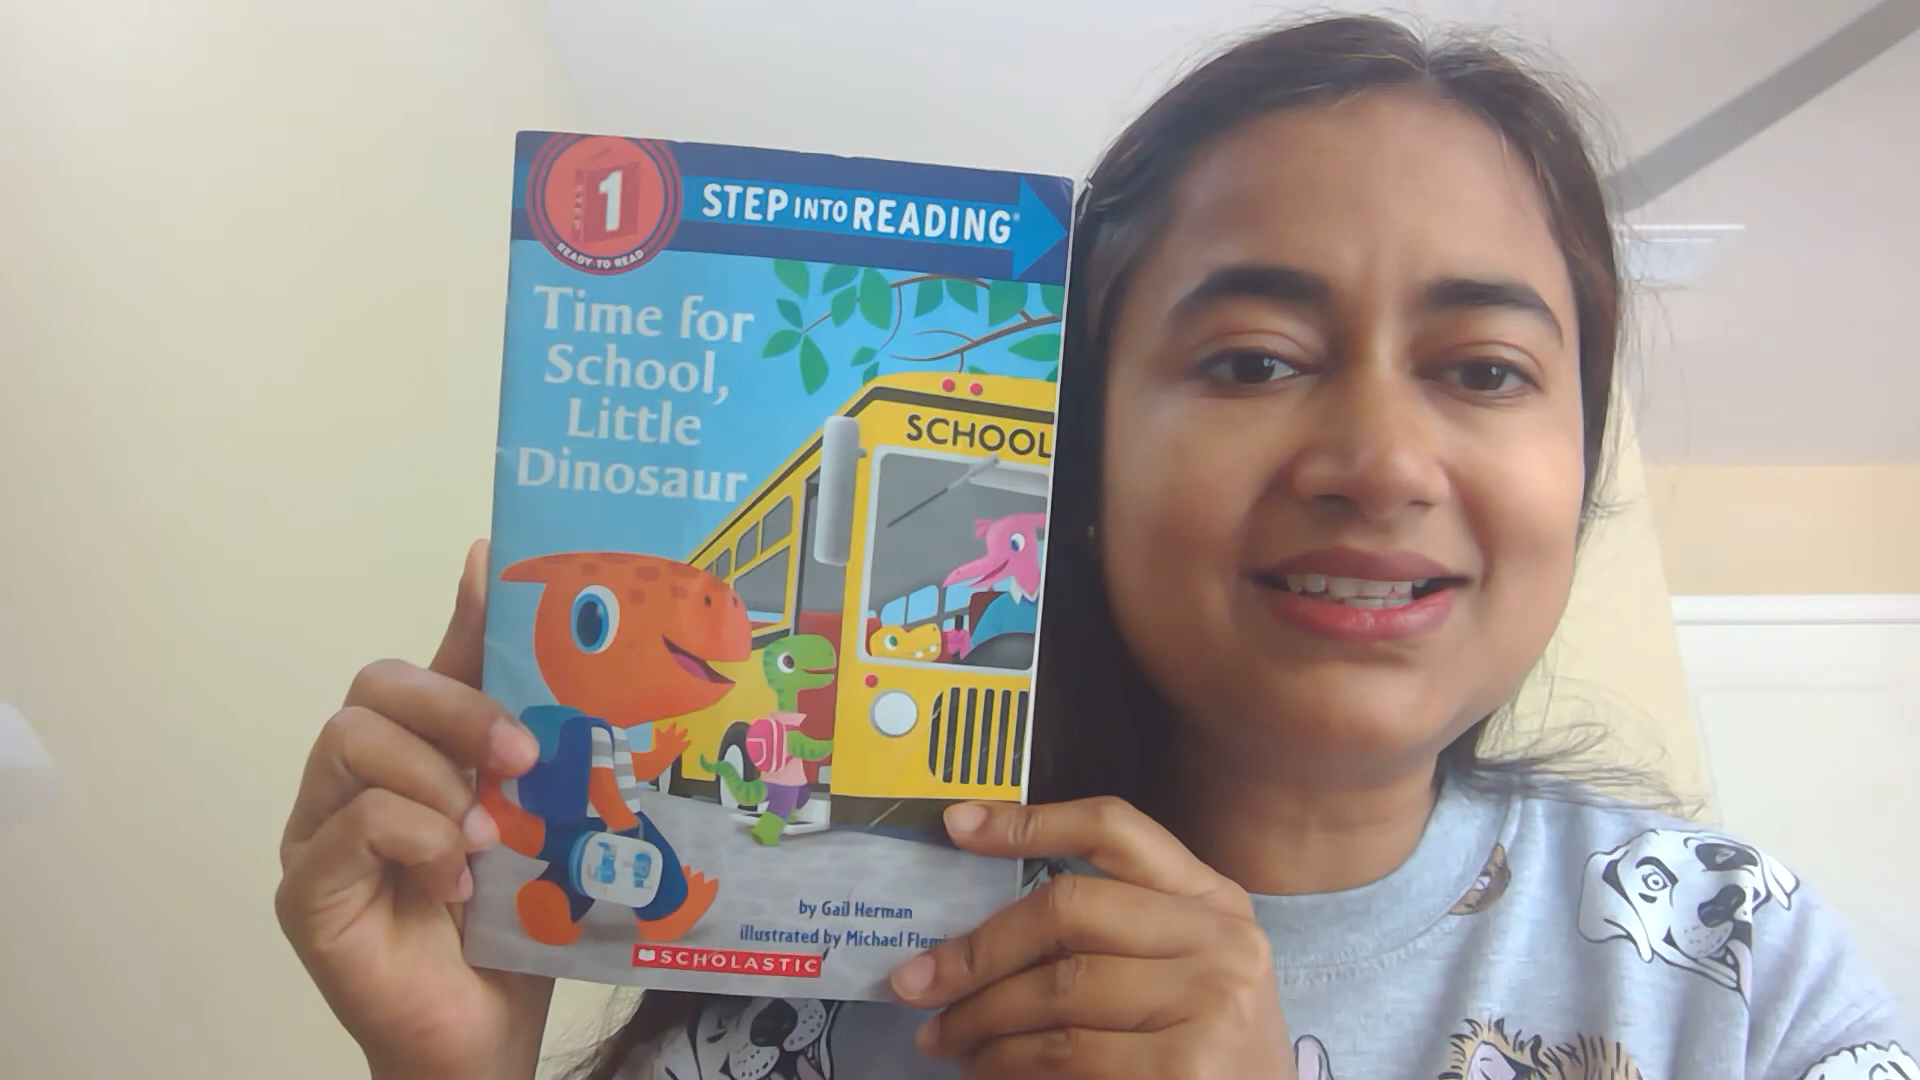 STEP
1
READY TO READ
STEP INTO READING®
Time for
School,
Little
Dinosaur
SCHOOL
by Gail Herman
illustrated by Michael
SCHOLASTIC